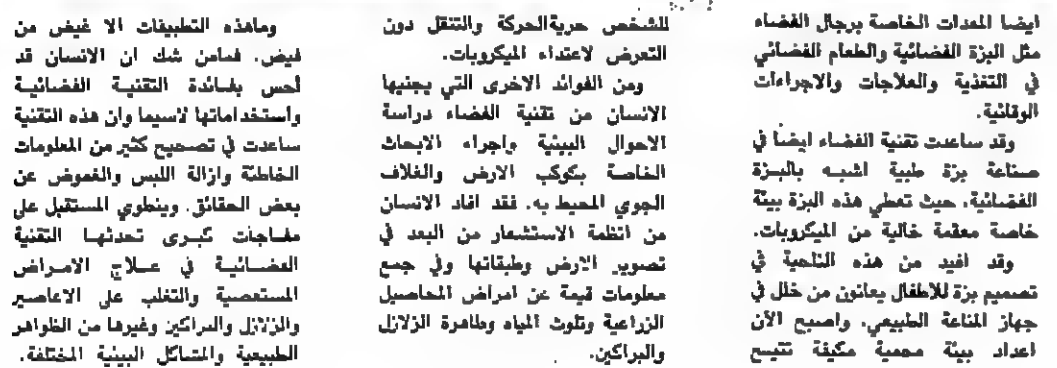 ايضا المعدات الخاصة برجال الفضاء
مثل البزة الفضائية والطعام الفضائي
في التغذية والعلاجات والاجراءات
الوقائية.
وقد ساعدت تقنية الفضاء ايضاً في
صناعة بزة طبية اشبه بالبزة
الفضائية، حيث تعطي هذه البزة بيئة
خاصة معقمة خالية من الميكروبات.
وقد افيد من هذه الناحية في
تصميم بزة للاطفال يعانون من خلل في
جهاز المناعة الطبيعي. واصبح الآن
اعداد بيئة محمية مكيفة تتيح
للشخص حريةالحركة والتنقل دون
التعرض لاعتداء الميكروبات.
ومن الفوائد الاخرى التي يجنيها
الانسان من تقنية الفضاء دراسة
الاحوال البيئية واجراء الابحاث
الخاصة بكوكب الارض والغلاف
الجوي المحيط به. فقد افاد الانسان
من انظمة الاستشعار من البعد في
تصوير الارض وطبقاتها وفي جمع
معلومات قيمة عن امراض المحاصيل
الزراعية وتلوث المياه وظاهرة الزلازل
والبراكين.
وماهذه التطبيقات الا غيض من
فيض. فمامن شك ان الانسان قد
أحس بفائدة التقنية الفضائية
وأستخداماتها لاسيما وان هذه التقنية
ساعدت في تصحيح كثير من المعلومات
الخاطئة وازالة اللبس والغموض عن
بعض الحقائق. وينطوي المستقبل على
مفاجآت كبرى تحدثها التقنية
الفضائية في علاج الامراض
المستعصية والتغلب على الاعاصير
والزلازل والبراكين وغيرها من الظواهر
الطبيعية والمشاكل البيئية المختلفة.